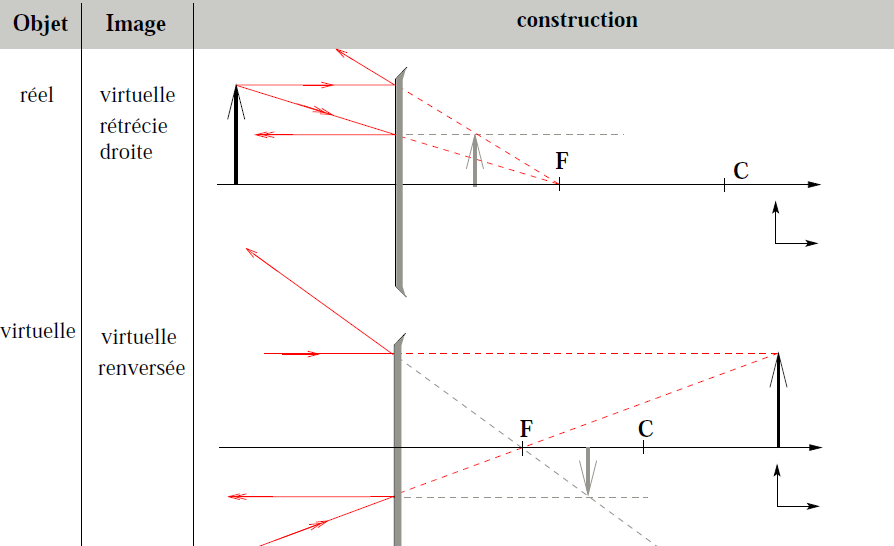 Objet Image construction
réel virtuelle
rétrécie
droite
F
C
virtuelle virtuelle
renversée
F C